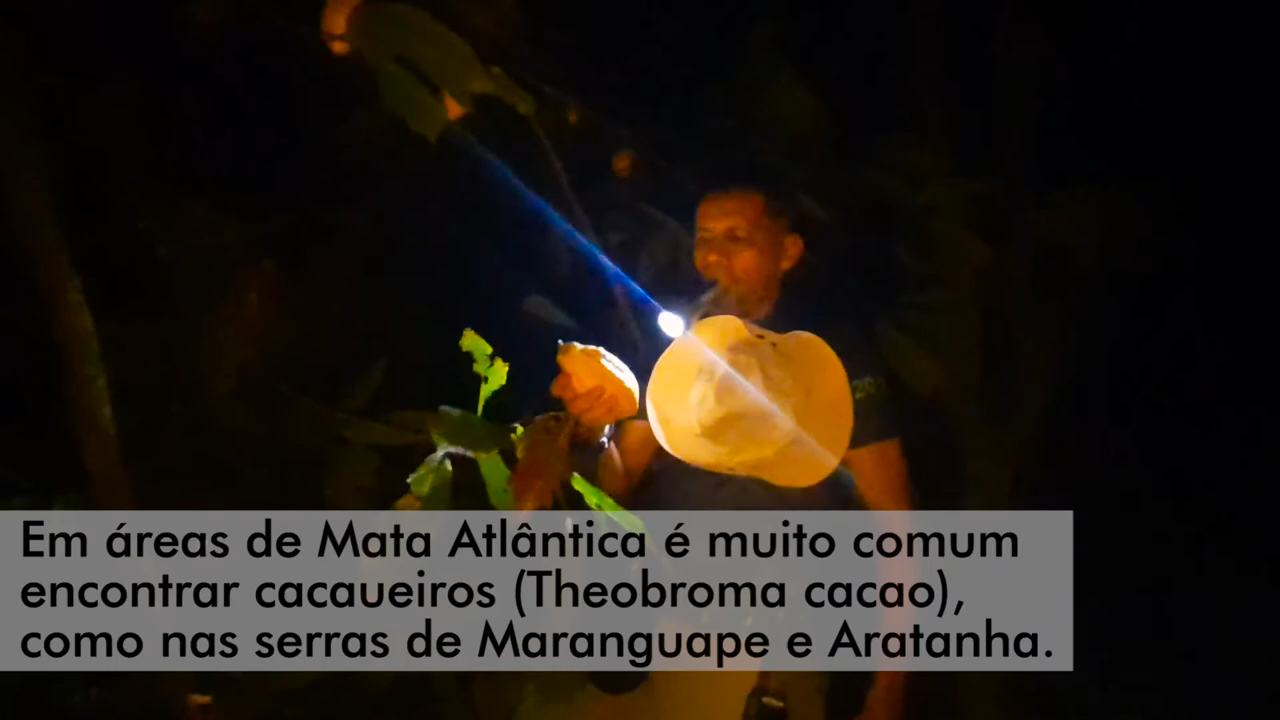 Em áreas de Mata Atlântica é muito comum
encontrar cacaueiros (Theobroma cacao),
como nas serras de Maranguape e Aratanha.